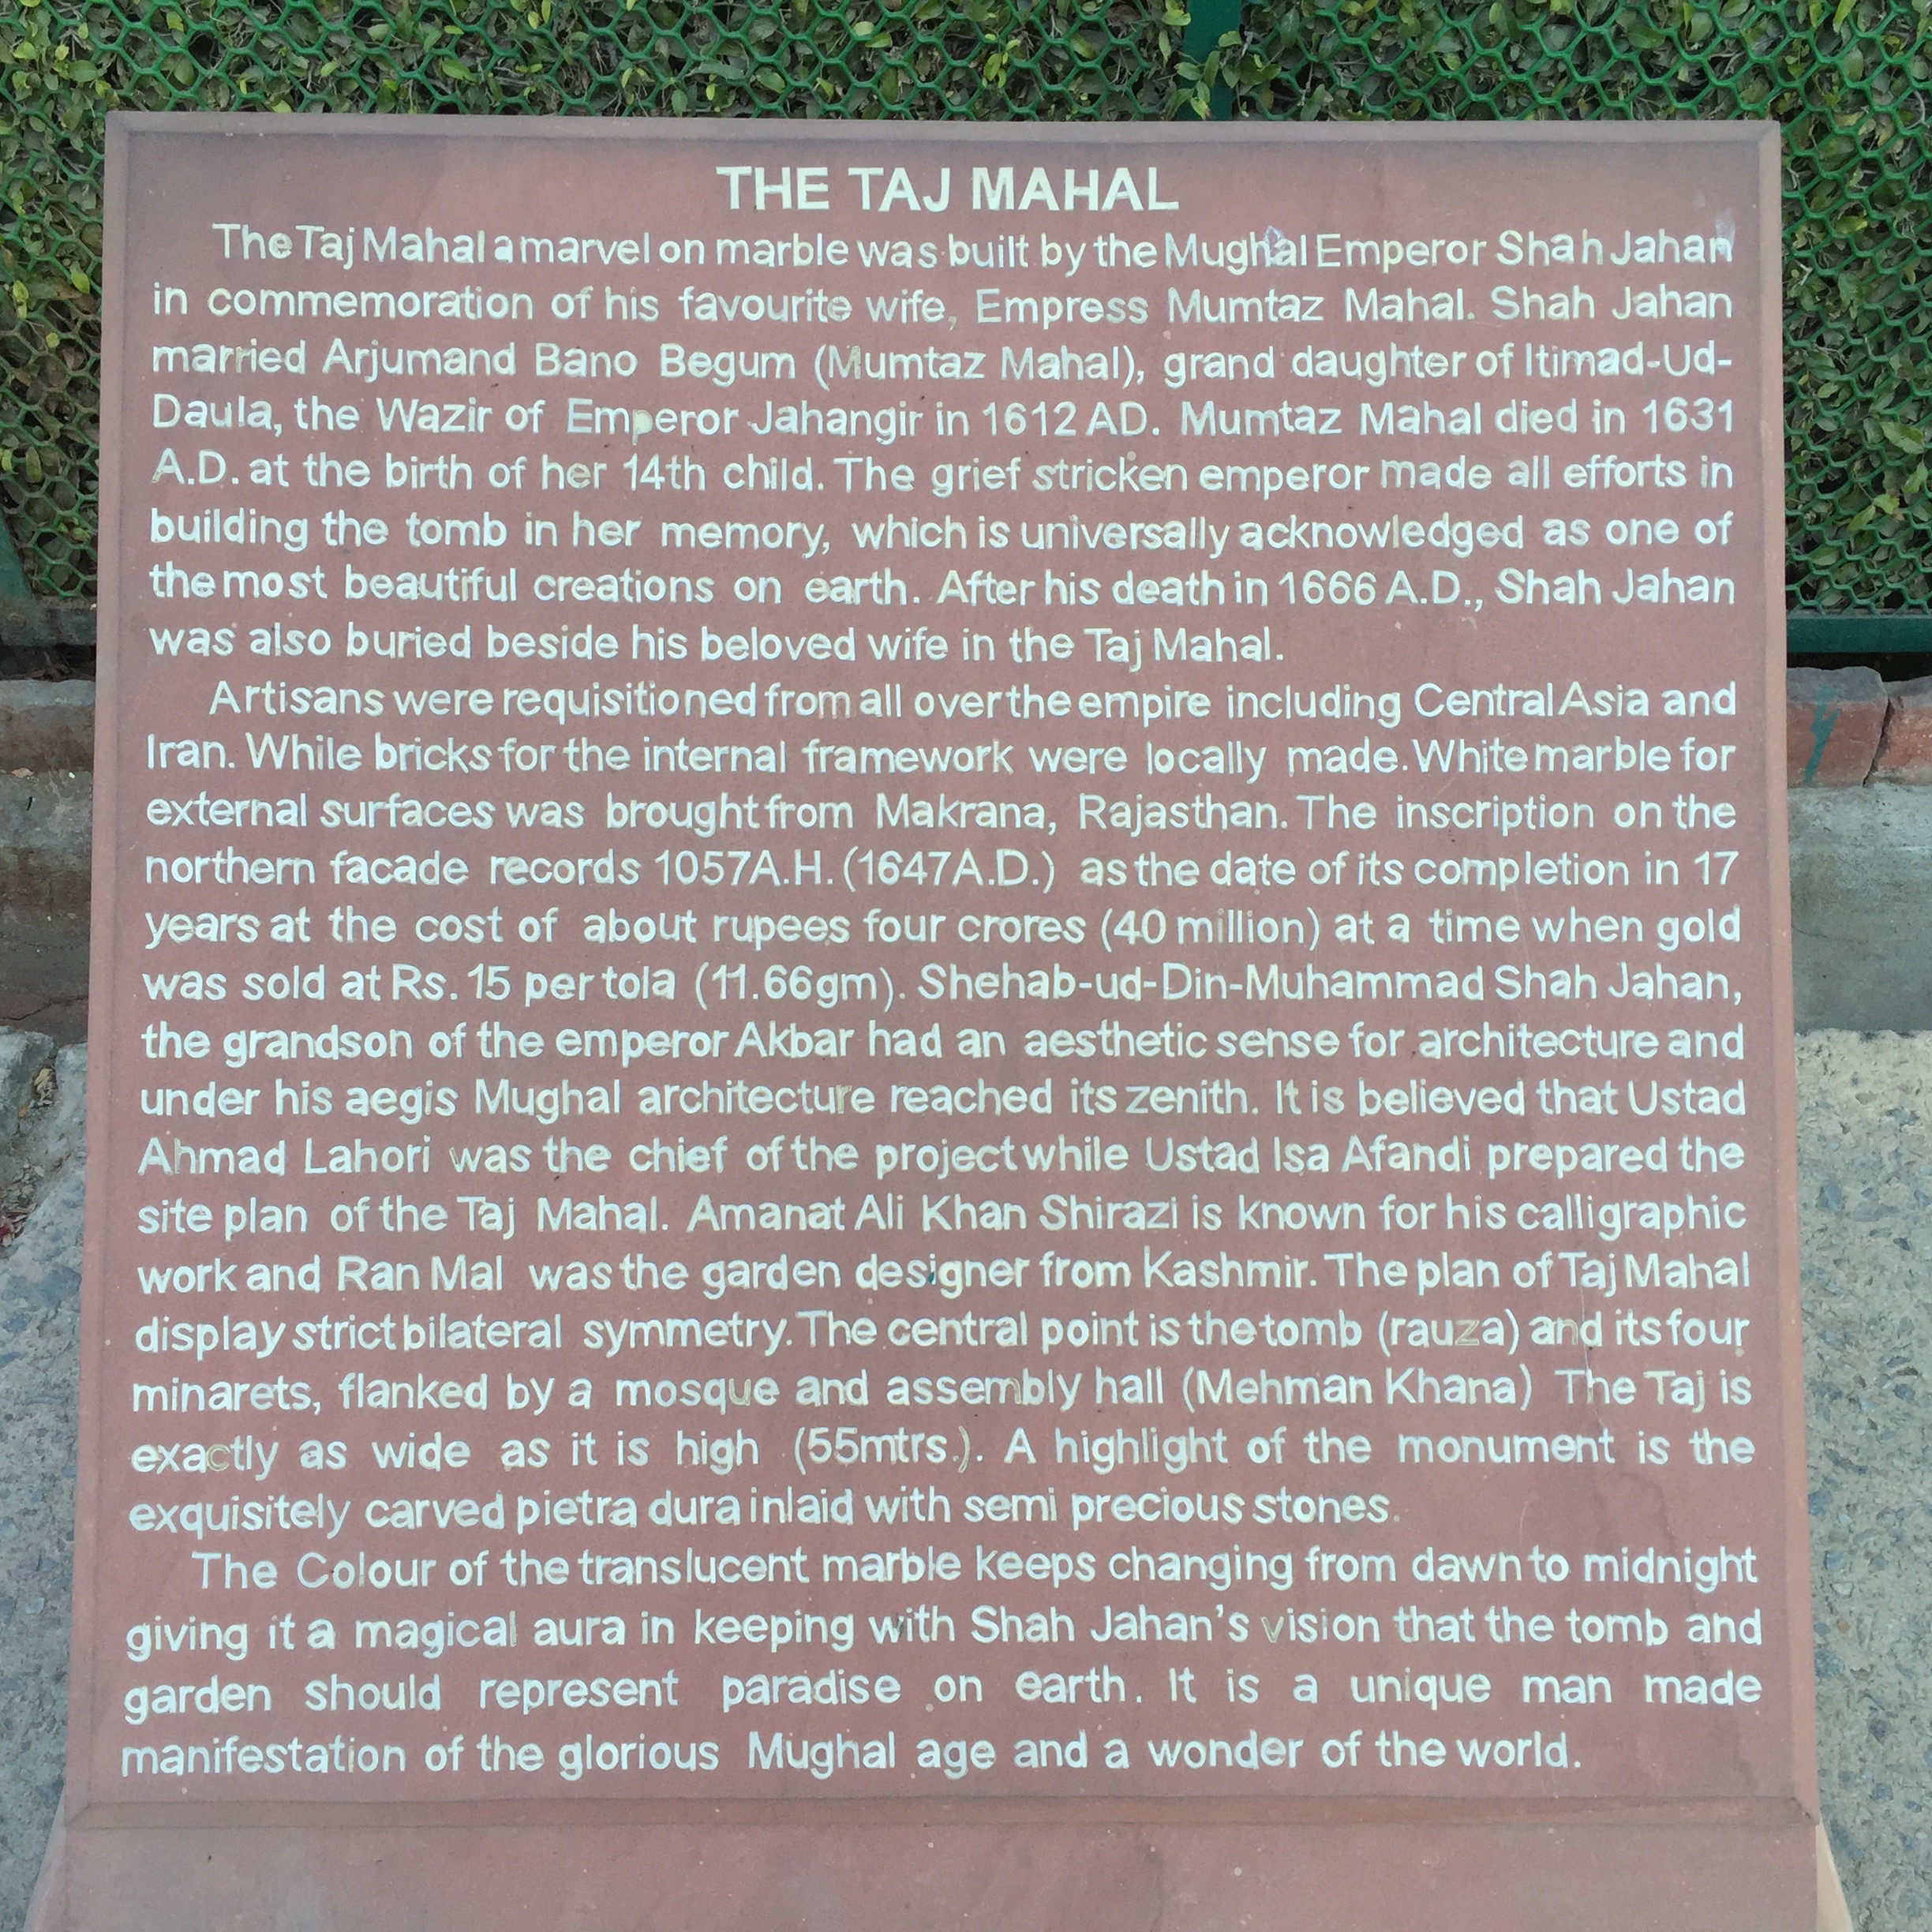 THE TAJ MAHAL
The Taj Mahal a marvel on marble was built by the Mughal Emperor Shah Jahan
in commemoration of his favourite wife, Empress Mumtaz Mahal. Shah Jahan
married Arjumand Bano Begum (Mumtaz Mahal), grand daughter of Itimad-Ud-
Daula, the Wazir of Emperor Jahangir in 1612 AD. Mumtaz Mahal died in 1631
A.D. at the birth of her 14th child. The grief stricken emperor made all efforts in
building the tomb in her memory, which is universally acknowledged as one of
the most beautiful creations on earth. After his death in 1666 A.D., Shah Jahan
was also buried beside his beloved wife in the Taj Mahal.
Artisans were requisitioned from all over the empire including Central Asia and
Iran. While bricks for the internal framework were locally made. White marble for
external surfaces was brought from Makrana, Rajasthan. The inscription on the
northern facade records 1057A.H. (1647A.D.) as the date of its completion in 17
years at the cost of about rupees four crores (40 million) at a time when gold
was sold at Rs. 15 per tola (11.66gm). Shehab-ud-Din-Muhammad Shah Jahan,
the grandson of the emperor Akbar had an aesthetic sense for architecture and
under his aegis Mughal architecture reached its zenith. It is believed that Ustad
Ahmad Lahori was the chief of the project while Ustad Isa Afandi prepared the
site plan of the Taj Mahal. Amanat Ali Khan Shirazi is known for his calligraphic
work and Ran Mal was the garden designer from Kashmir. The plan of Taj Mahal
display strict bilateral symmetry. The central point is the tomb (rauza) and its four
minarets, flanked by a mosque and assembly hall (Mehman Khana) The Taj is
exactly as wide as it is high (55mtrs.). A highlight of the monument is the
exquisitely carved pietra dura inlaid with semi precious stones.
The Colour of the translucent marble keeps changing from dawn to midnight
giving it a magical aura in keeping with Shah Jahan's vision that the tomb and
garden should represent paradise on earth. It is a unique man made
manifestation of the glorious Mughal age and a wonder of the world.